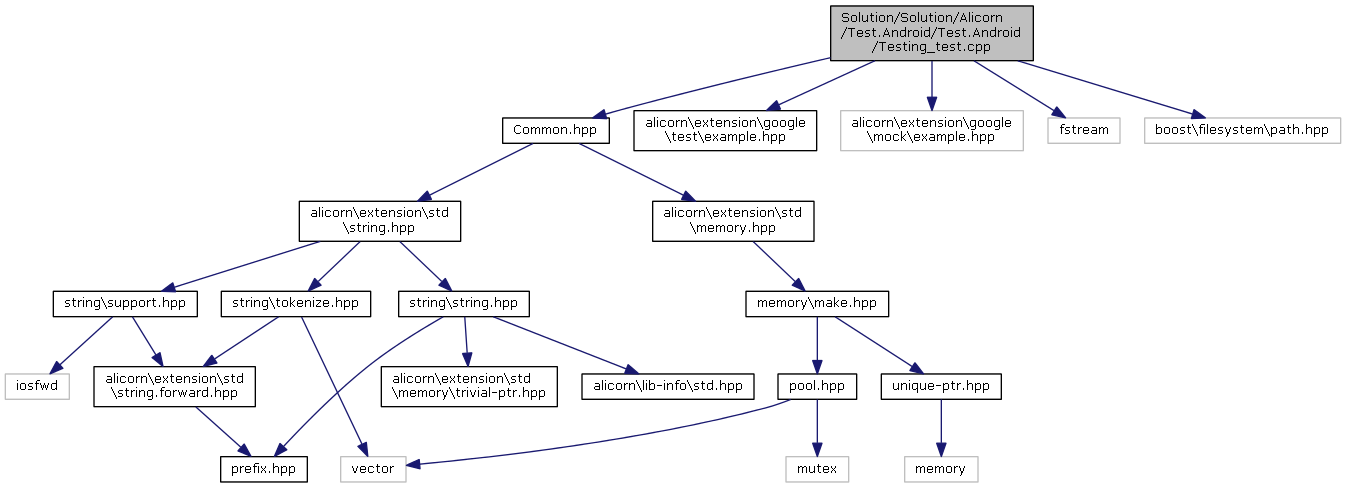 Solution/Solution/Alicorn
/Test.Android/Test.Android
/Testing_test.cpp
Common.hpp
alicorn\extension\google
\test\example.hpp
alicorn\extension\google
\mock\example.hpp
fstream
boost\filesystem\path.hpp
alicorn\extension\std
\string.hpp
alicorn\extension\std
\memory.hpp
string\support.hpp
string\tokenize.hpp
string\string.hpp
memory\make.hpp
iosfwd
alicorn\extension\std
\string.forward.hpp
alicorn\extension\std
\memory\trivial-ptr.hpp
alicorn\lib-info\std.hpp
pool.hpp
unique-ptr.hpp
prefix.hpp
vector
mutex
memory